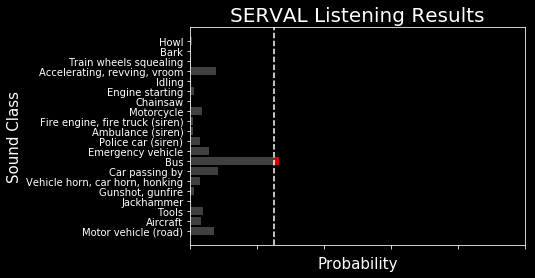 SERVAL Listening Results
Sound Class
Howl
Bark
Train wheels squealing
Accelerating, revving, vroom
Idling
Engine starting
Chainsaw
Motorcycle
Fire engine, fire truck (siren)
Ambulance (siren)
Police car (siren)
Emergency vehicle
Bus
Car passing by
Vehicle horn, car horn, honking
Gunshot, gunfire
Jackhammer
Tools
Aircraft
Motor vehicle (road)
Probability